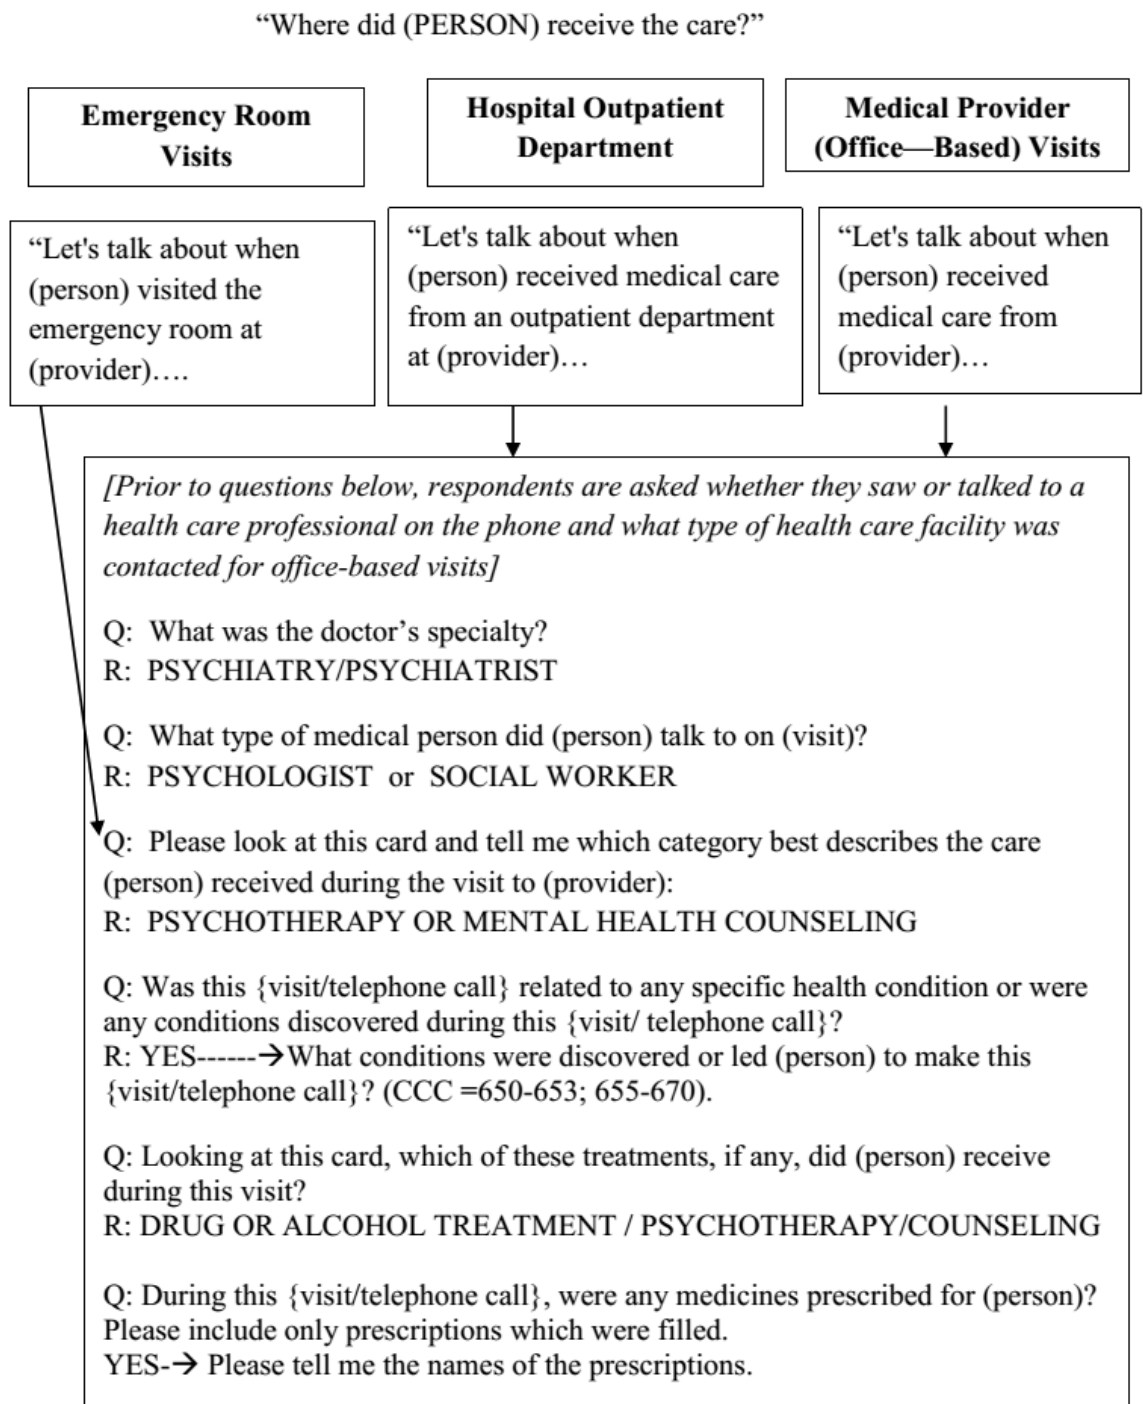 “Where did (PERSON) receive the care?”
Emergency Room
Visits
Hospital Outpatient
Department
Medical Provider
(Office—Based) Visits
“Let's talk about when
(person) visited the
emergency room at
(provider)….
“Let's talk about when
(person) received medical care
from an outpatient department
at (provider)…
“Let's talk about when
(person) received
medical care from
(provider)…
[Prior to questions below, respondents are asked whether they saw or talked to a
health care professional on the phone and what type of health care facility was
contacted for office-based visits]
Q:  What was the doctor’s specialty?
R:  PSYCHIATRY/PSYCHIATRIST
Q:  What type of medical person did (person) talk to on (visit)?
R:  PSYCHOLOGIST  or  SOCIAL WORKER
Q:  Please look at this card and tell me which category best describes the care
(person) received during the visit to (provider):
R:  PSYCHOTHERAPY OR MENTAL HEALTH COUNSELING
Q: Was this {visit/telephone call} related to any specific health condition or were
any conditions discovered during this {visit/ telephone call}?
R: YES------→What conditions were discovered or led (person) to make this
{visit/telephone call}? (CCC =650-653; 655-670).
Q: Looking at this card, which of these treatments, if any, did (person) receive
during this visit?
R: DRUG OR ALCOHOL TREATMENT / PSYCHOTHERAPY/COUNSELING
Q: During this {visit/telephone call}, were any medicines prescribed for (person)?
Please include only prescriptions which were filled.
YES-→ Please tell me the names of the prescriptions.